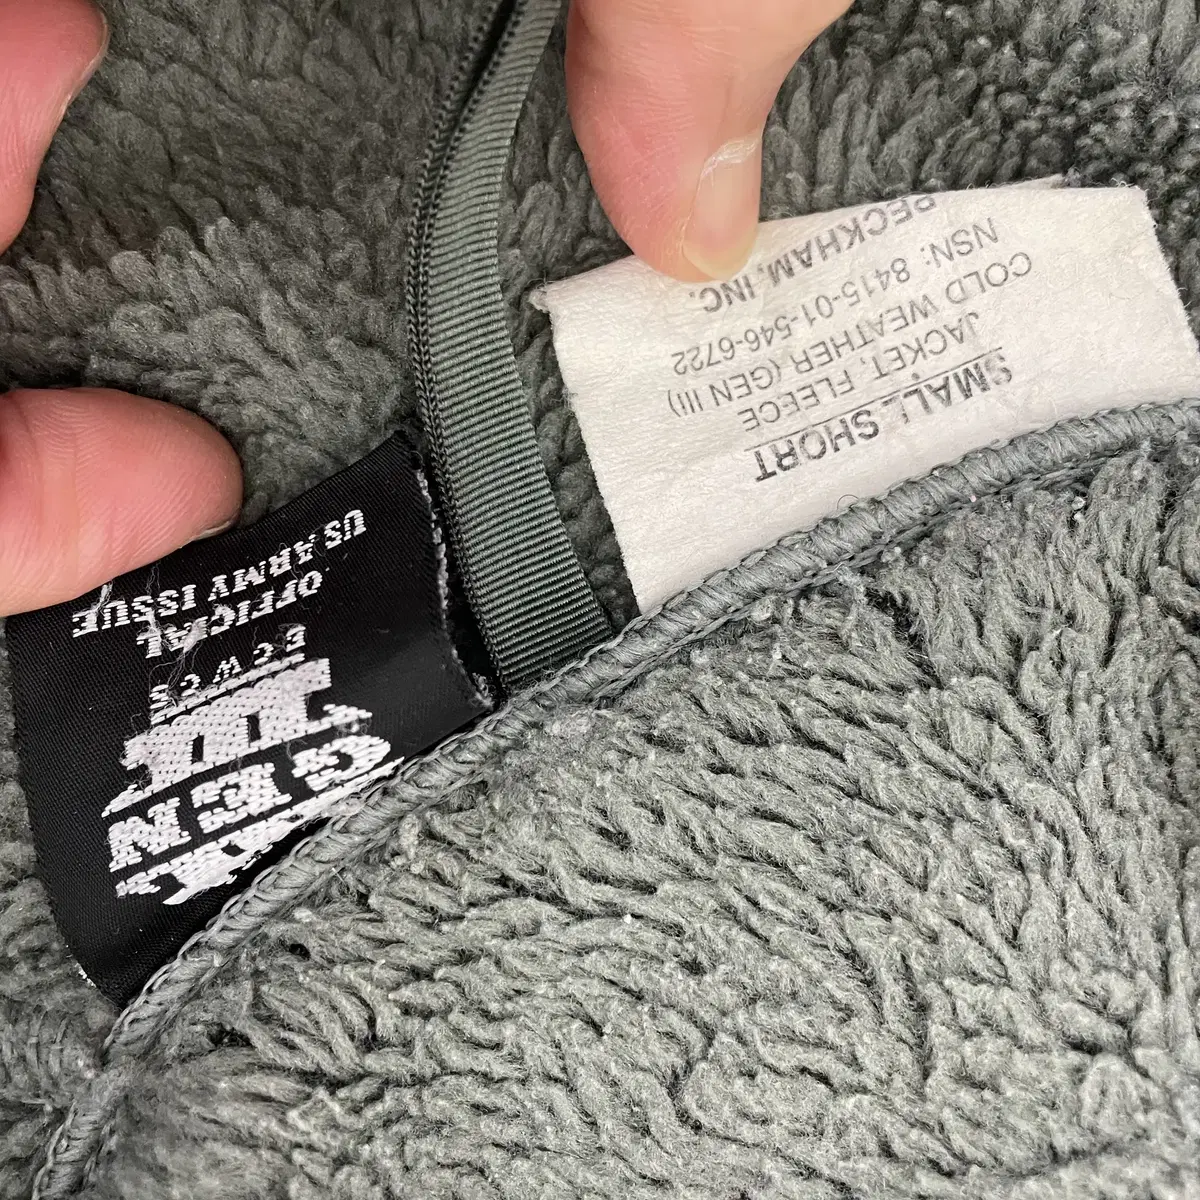 SMALL SHORT
JACKET, FLEECE
COLD WEATHER (GEN III)
NSN: 8415-01-546-6722
PECKHAM, INC.
GEN
III
ECWCS
OFFICIAL
US ARMY ISSUE